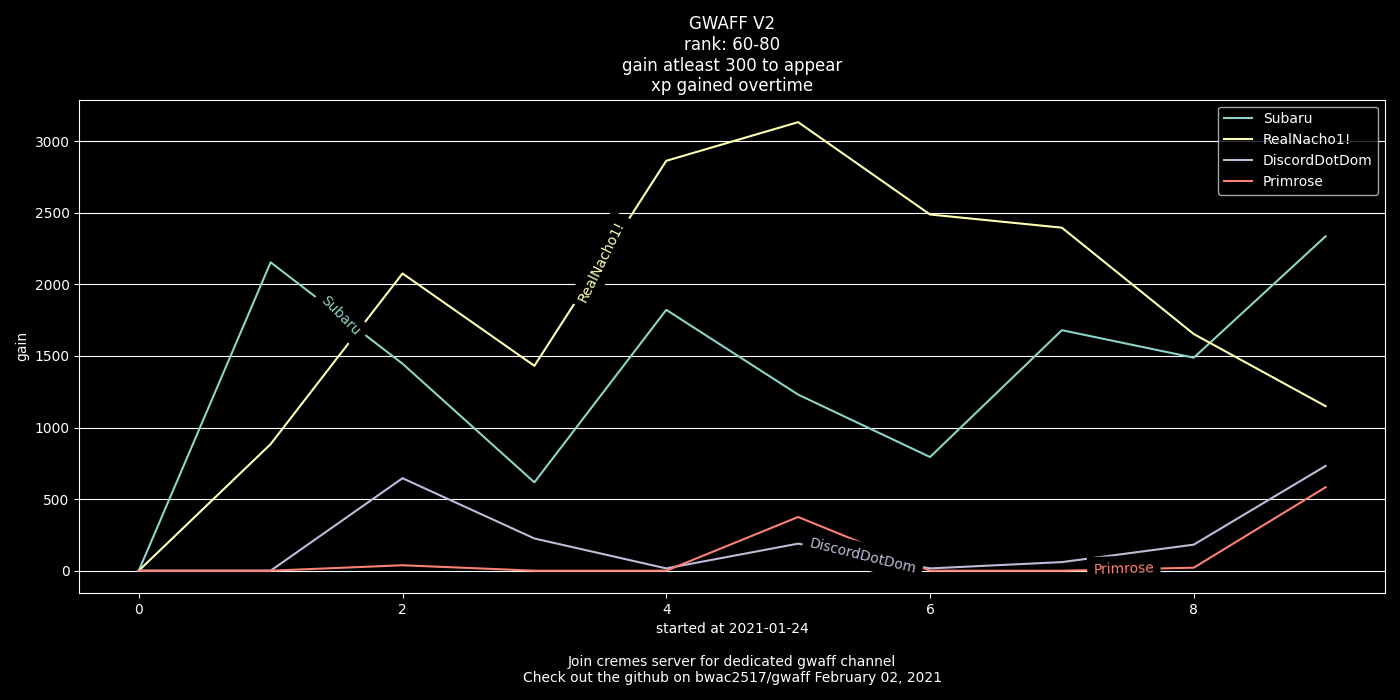 GWAFF V2
rank: 60-80
gain atleast 300 to appear
xp gained overtime
Subaru
RealNacho1!
DiscordDotDom
Primrose
3000
2500
2000
1500
1000
500
0
gain
Subaru
RealNacho1!
DiscordDotDom
Primrose
0 2 4 6 8
started at 2021-01-24
Join cremes server for dedicated gwaff channel
Check out the github on bwac2517/gwaff February 02, 2021